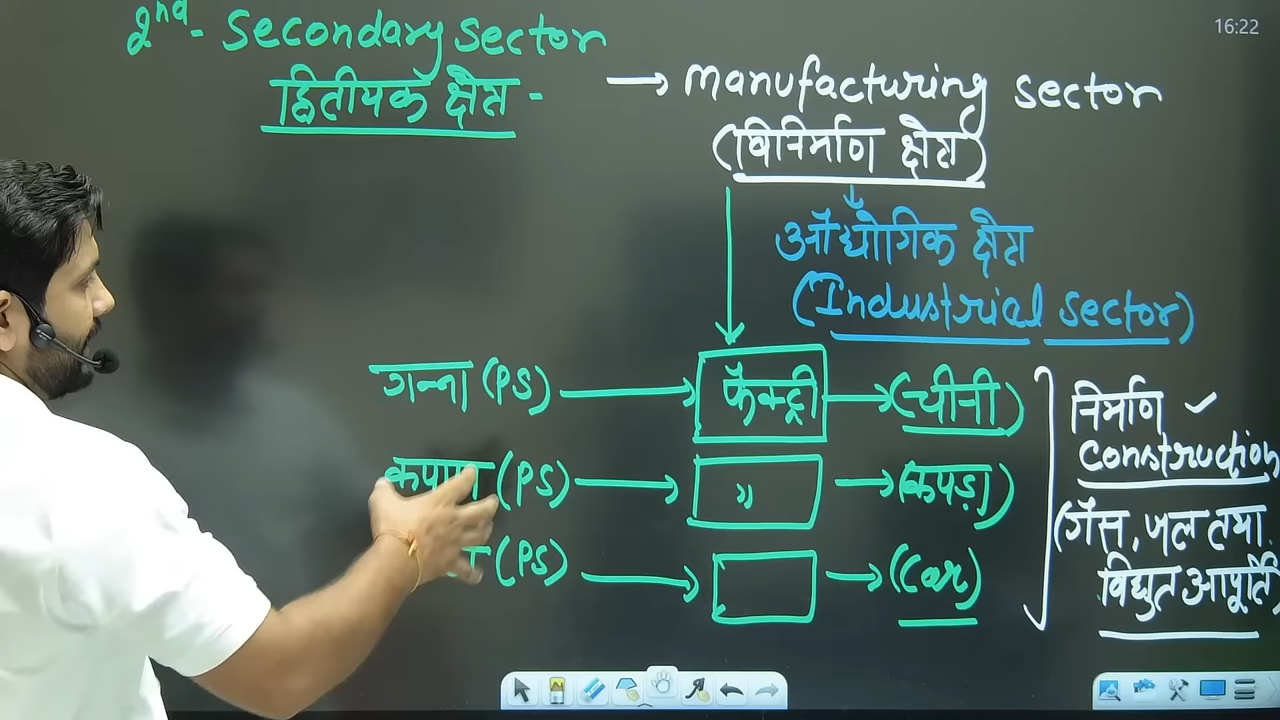 16:22
2nd - Secondary Sector
द्वितीयक क्षेत्र -
→ Manufacturing Sector
(विनिर्माण क्षेत्र)
औद्योगिक क्षेत्र
(Industrial Sector)
गन्ना (PS) → फैक्ट्री → (चीनी)
कपास (PS) → " → (कपड़ा)
(PS) → → (Car)
निर्माण ✓
Construction
(गैस, जल तथा
विद्युत आपूर्ति)